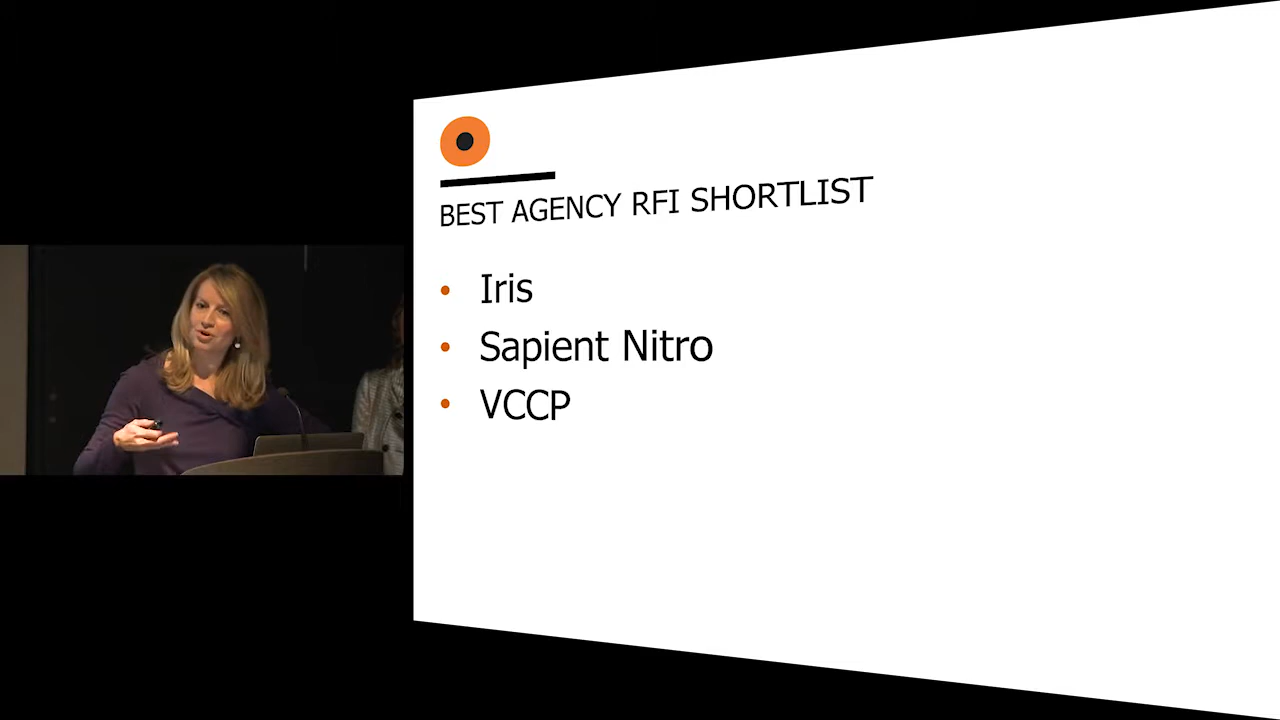 BEST AGENCY RFI SHORTLIST
• Iris
• Sapient Nitro
• VCCP